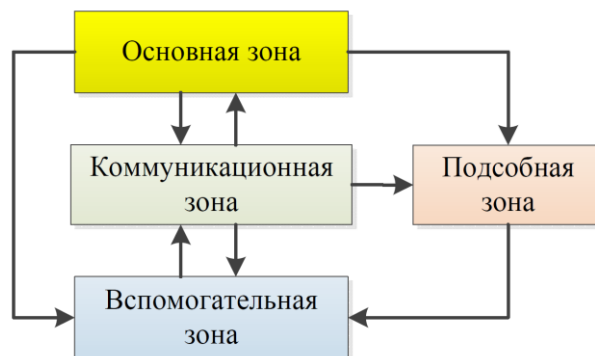 Основная зона
Коммуникационная
зона
Подсобная
зона
Вспомогательная
зона